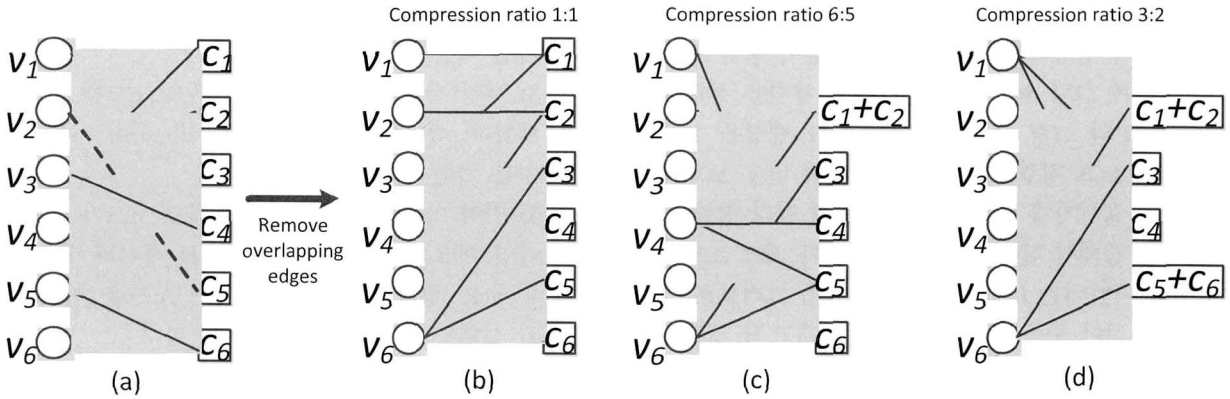 Compression ratio 1:1
Compression ratio 6:5
Compression ratio 3:2
v1
v2
v3
v4
v5
v6
c1
c2
c3
c4
c5
c6
Remove
overlapping
edges
(a)
v1
v2
v3
v4
v5
v6
c1
c2
c3
c4
c5
c6
(b)
v1
v2
v3
v4
v5
v6
c1+c2
c3
c4
c5
c6
(c)
v1
v2
v3
v4
v5
v6
c1+c2
c3
c4
c5+c6
(d)